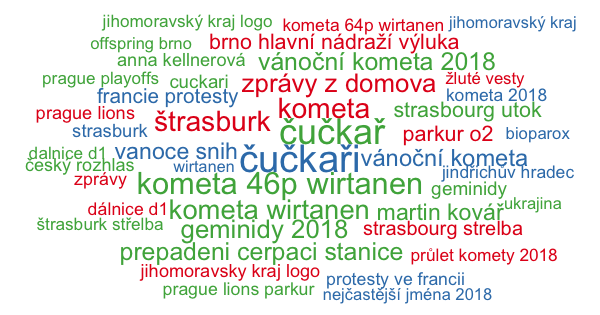 jihomoravský kraj logo
kometa 64p wirtanen
jihomoravský kraj
offspring brno
brno hlavní nádraží výluka
anna kellnerová
vánoční kometa 2018
prague playoffs
cuckari
zprávy z domova
žluté vesty
francie protesty
kometa 2018
prague lions
kometa
strasbourg utok
štrasburk
strasburk
čučkař
parkur o2
bioparox
dalnice d1
vanoce snih
čučkaři
vánoční kometa
český rozhlas
wirtanen
jindřichův hradec
zprávy
kometa 46p wirtanen
geminidy
dálnice d1
kometa wirtanen
martin kovář
ukrajina
štrasburk střelba
geminidy 2018
strasbourg strelba
prepadeni cerpaci stanice
průlet komety 2018
jihomoravsky kraj logo
protesty ve francii
prague lions parkur
nejčastější jména 2018